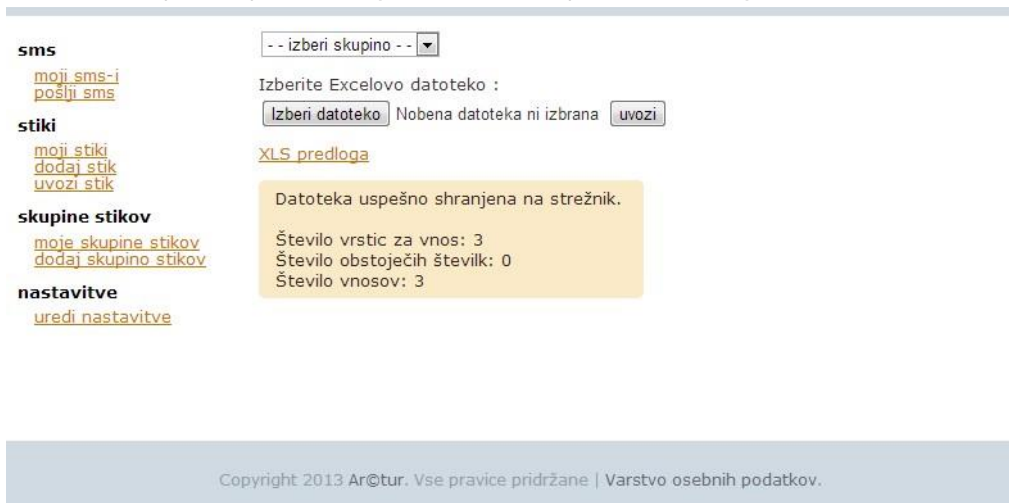 sms
moji sms-i
pošlji sms
stiki
moji stiki
dodaj stik
uvozi stik
skupine stikov
moje skupine stikov
dodaj skupino stikov
nastavitve
uredi nastavitve
- - izberi skupino - -
Izberite Excelovo datoteko :
Izberi datoteko Nobena datoteka ni izbrana uvozi
XLS predloga
Datoteka uspešno shranjena na strežnik.
Število vrstic za vnos: 3
Število obstoječih številk: 0
Število vnosov: 3
Copyright 2013 Ar©tur. Vse pravice pridržane | Varstvo osebnih podatkov.